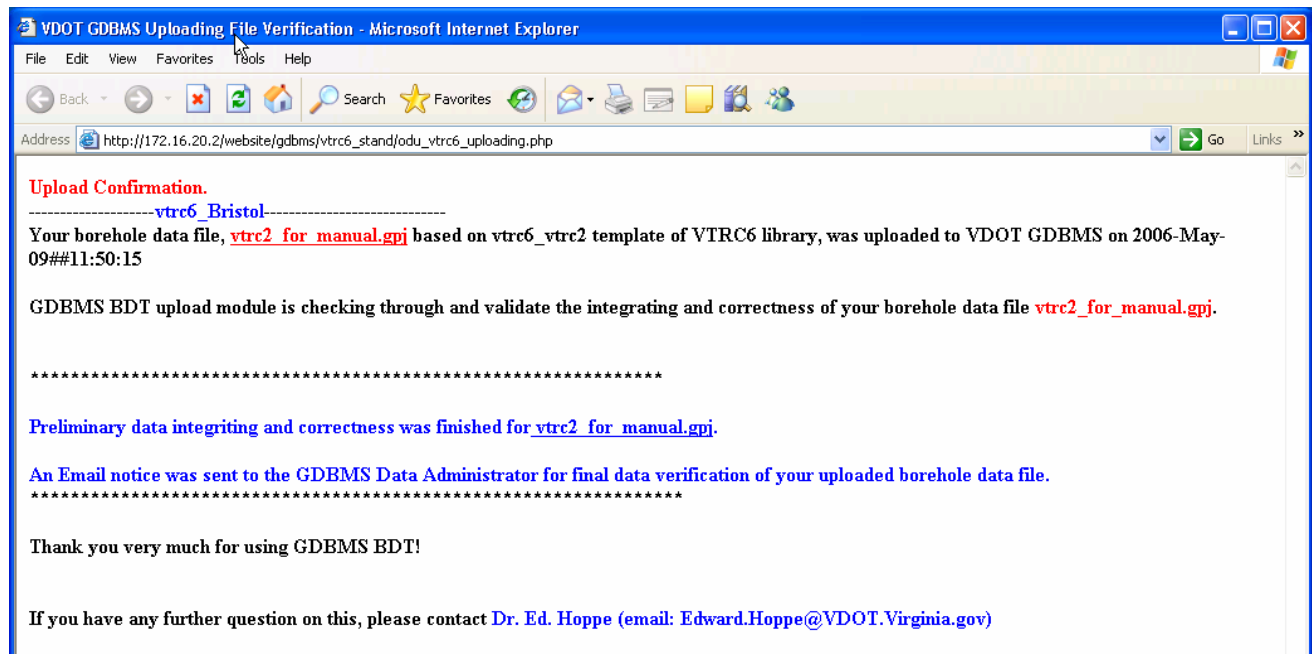 VDOT GDBMS Uploading File Verification - Microsoft Internet Explorer
File Edit View Favorites Tools Help
Back Search Favorites
Address http://172.16.20.2/website/gdbms/vtrc6_stand/odu_vtrc6_uploading.php Go Links »
Upload Confirmation.
--------------------vtrc6_Bristol-----------------------------
Your borehole data file, vtrc2_for_manual.gpj based on vtrc6_vtrc2 template of VTRC6 library, was uploaded to VDOT GDBMS on 2006-May-
09##11:50:15
GDBMS BDT upload module is checking through and validate the integrating and correctness of your borehole data file vtrc2_for_manual.gpj.
***************************************************************
Preliminary data integriting and correctness was finished for vtrc2_for_manual.gpj.
An Email notice was sent to the GDBMS Data Administrator for final data verification of your uploaded borehole data file.
*****************************************************************
Thank you very much for using GDBMS BDT!
If you have any further question on this, please contact Dr. Ed. Hoppe (email: Edward.Hoppe@VDOT.Virginia.gov)